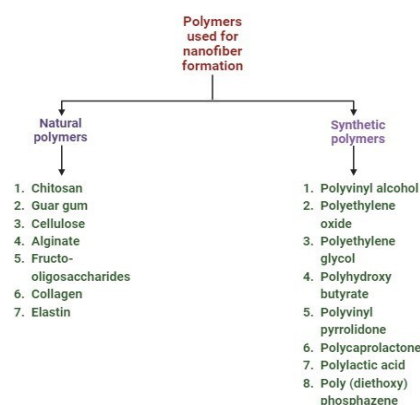 Polymers
used for
nanofiber
formation
Natural
polymers
1. Chitosan
2. Guar gum
3. Cellulose
4. Alginate
5. Fructo-
oligosaccharides
6. Collagen
7. Elastin
Synthetic
polymers
1. Polyvinyl alcohol
2. Polyethylene
oxide
3. Polyethylene
glycol
4. Polyhydroxy
butyrate
5. Polyvinyl
pyrrolidone
6. Polycaprolactone
7. Polylactic acid
8. Poly (diethoxy)
phosphazene